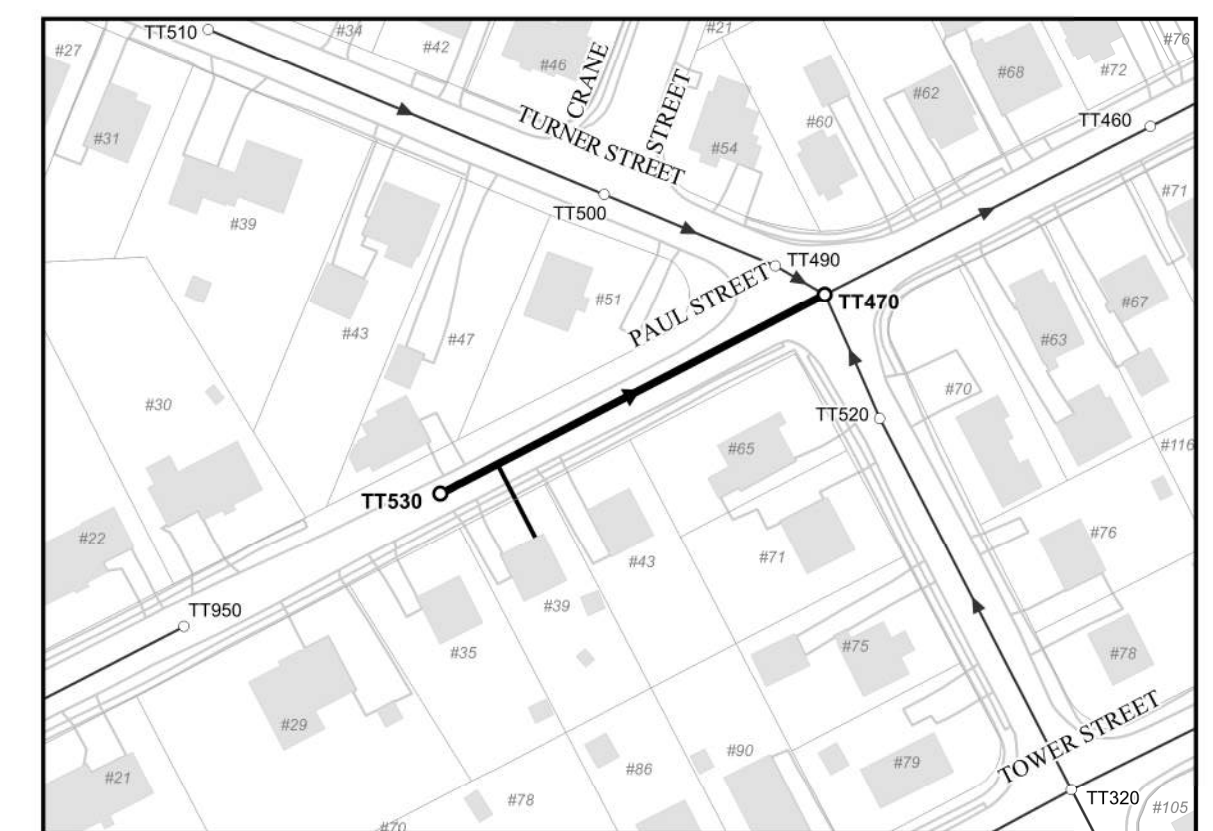 TT510
#34
#42
#46
CRANE
STREET
#21
#76
#27
#68
#72
#62
TT460
#31
TURNER STREET
#60
#54
#39
TT500
#71
TT490
#51
PAUL STREET
TT470
#67
#43
#47
#63
#30
#70
TT520
#65
#116
TT530
#22
#43
#71
#76
TT950
#39
#35
#75
#78
#29
TOWER STREET
#90
#79
#86
#21
#78
TT320
#105
#70